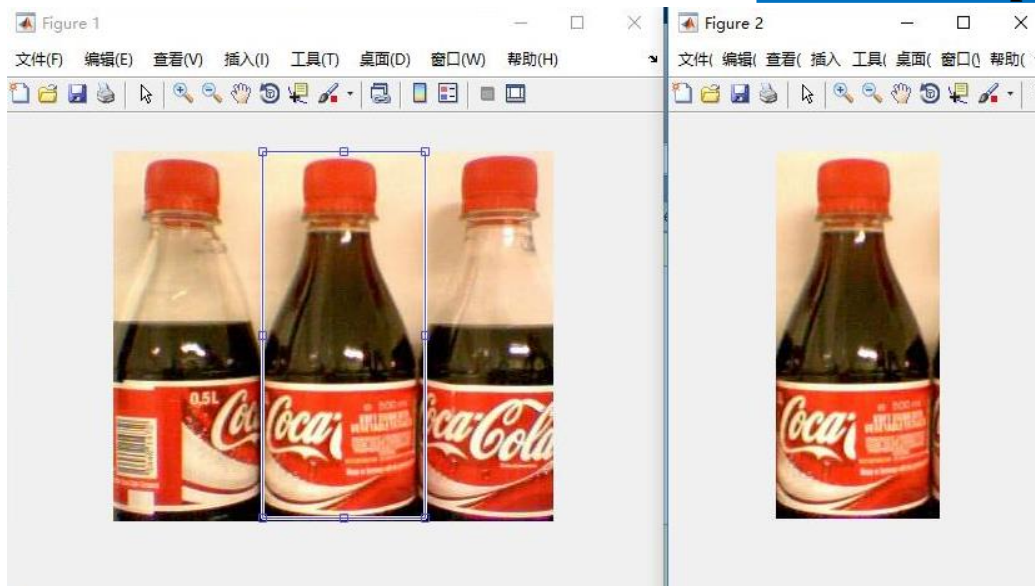 Figure 1
文件(F) 编辑(E) 查看(V) 插入(I) 工具(T) 桌面(D) 窗口(W) 帮助(H)
0,5L
Coca
Coca-Cola
Figure 2
文件( 编辑( 查看( 插入 工具( 桌面( 窗口(\ 帮助(
Coca